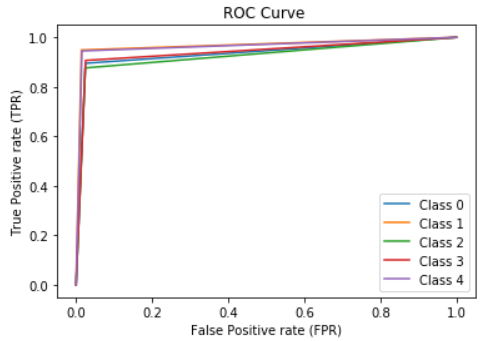 ROC Curve
True Positive rate (TPR)
1.0
0.8
0.6
0.4
0.2
0.0
Class 0
Class 1
Class 2
Class 3
Class 4
0.0 0.2 0.4 0.6 0.8 1.0
False Positive rate (FPR)